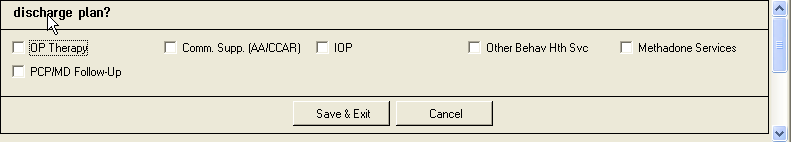 discharge plan?
OP Therapy Comm. Supp. (AA/CCAR) IOP Other Behav Hth Svc Methadone Services
PCP/MD Follow-Up
Save & Exit Cancel